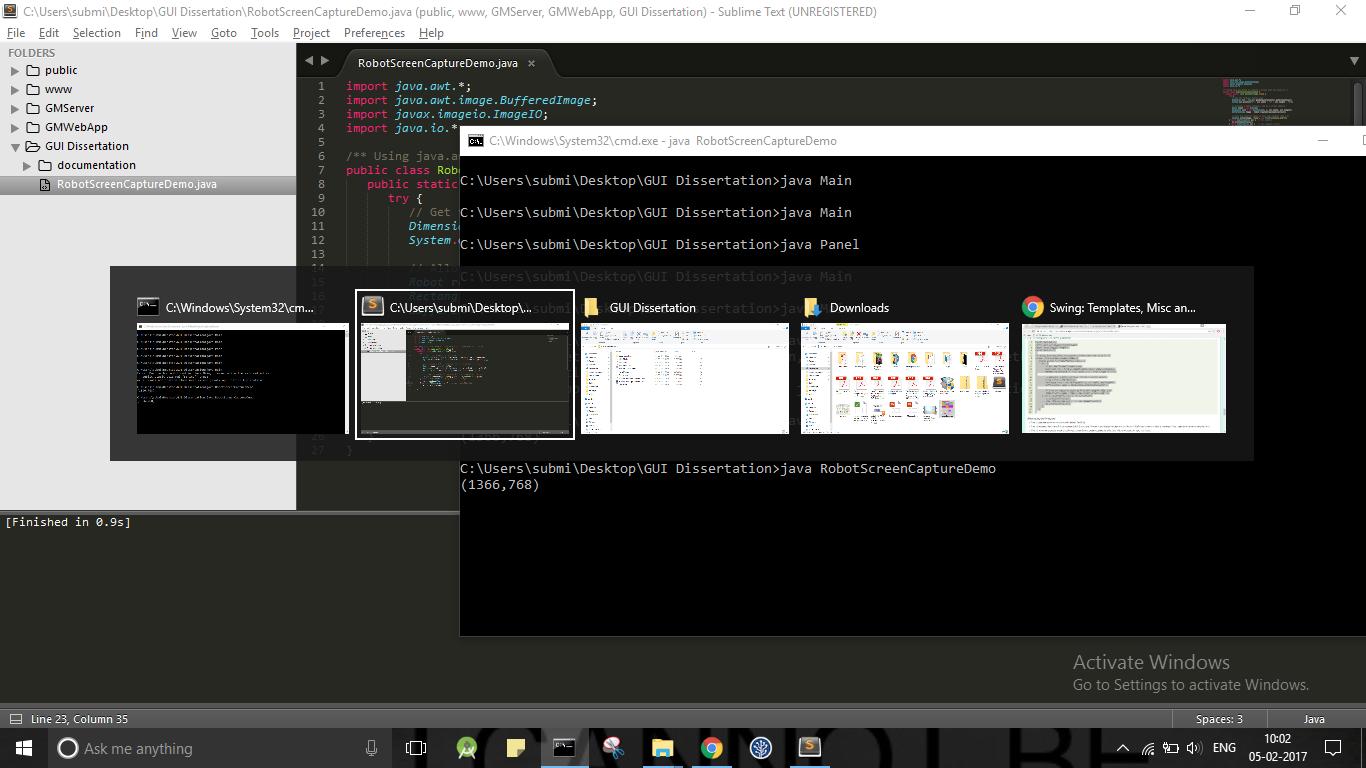 C:\Users\submi\Desktop\GUI Dissertation\RobotScreenCaptureDemo.java (public, www, GMServer, GMWebApp, GUI Dissertation) - Sublime Text (UNREGISTERED)
File Edit Selection Find View Goto Tools Project Preferences Help
FOLDERS
public
www
GMServer
GMWebApp
GUI Dissertation
documentation
RobotScreenCaptureDemo.java
RobotScreenCaptureDemo.java ×
1 import java.awt.*;
2 import java.awt.image.BufferedImage;
3 import javax.imageio.ImageIO;
4 import java.io.*
5
6 /** Using java.a
7 public class Rob
8 public static
9 try {
10 // Get
11 Dimensi
12 System.
13
14 // Allo
15 Robot r
16 Rectang
26
27 }
C:\Windows\System32\cmd.exe - java RobotScreenCaptureDemo
C:\Users\submi\Desktop\GUI Dissertation>java Main
C:\Users\submi\Desktop\GUI Dissertation>java Main
C:\Users\submi\Desktop\GUI Dissertation>java Panel
C:\Users\submi\Desktop\GUI Dissertation>java Main
C:\Windows\System32\cm...
C:\Users\submi\Desktop\...
GUI Dissertation
Downloads
Swing: Templates, Misc an...
(1366,768)
C:\Users\submi\Desktop\GUI Dissertation>java RobotScreenCaptureDemo
(1366,768)
[Finished in 0.9s]
Activate Windows
Go to Settings to activate Windows.
Line 23, Column 35
Spaces: 3
Java
Ask me anything
ENG
10:02
05-02-2017